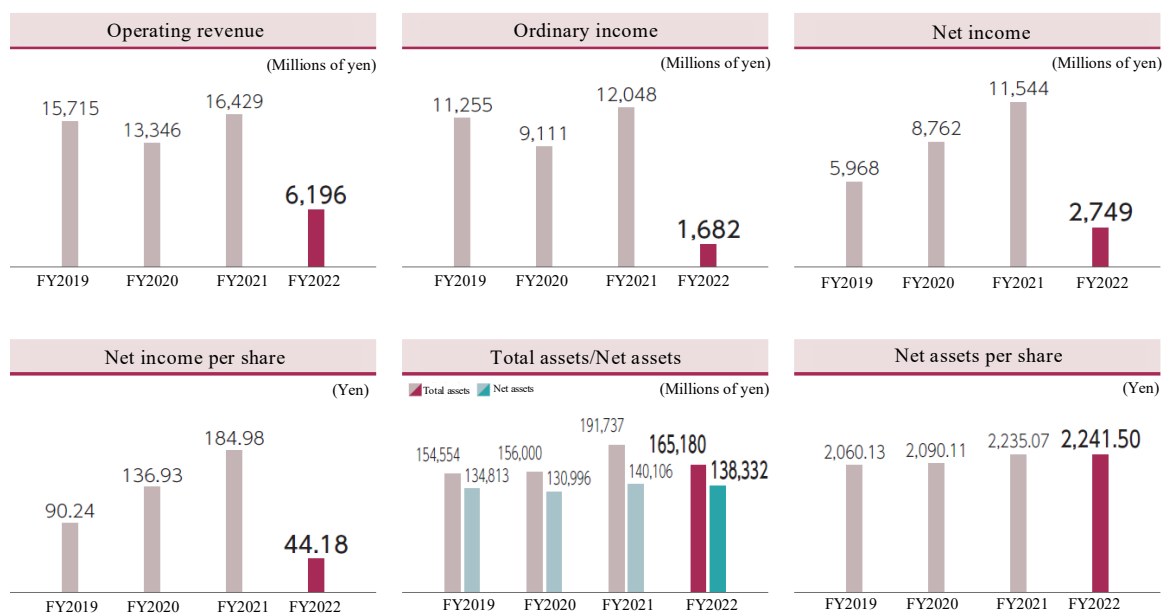 Operating revenue
(Millions of yen)
15,715
13,346
16,429
6,196
FY2019
FY2020
FY2021
FY2022
Ordinary income
(Millions of yen)
11,255
9,111
12,048
1,682
FY2019
FY2020
FY2021
FY2022
Net income
(Millions of yen)
5,968
8,762
11,544
2,749
FY2019
FY2020
FY2021
FY2022
Net income per share
(Yen)
90.24
136.93
184.98
44.18
FY2019
FY2020
FY2021
FY2022
Total assets/Net assets
Total assets
Net assets
(Millions of yen)
154,554
134,813
156,000
130,996
191,737
140,106
165,180
138,332
FY2019
FY2020
FY2021
FY2022
Net assets per share
(Yen)
2,060.13
2,090.11
2,235.07
2,241.50
FY2019
FY2020
FY2021
FY2022